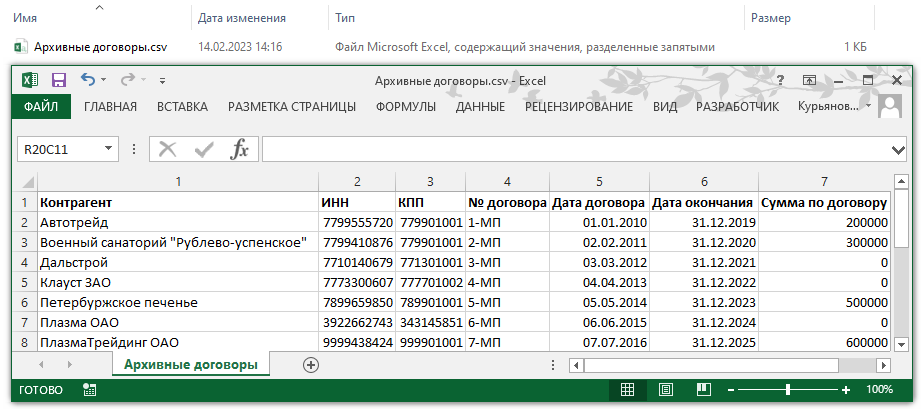 Имя Дата изменения Тип Размер
Архивные договоры.csv 14.02.2023 14:16 Файл Microsoft Excel, содержащий значения, разделенные запятыми 1 КБ
Архивные договоры.csv - Excel
ФАЙЛ ГЛАВНАЯ ВСТАВКА РАЗМЕТКА СТРАНИЦЫ ФОРМУЛЫ ДАННЫЕ РЕЦЕНЗИРОВАНИЕ ВИД РАЗРАБОТЧИК Курьянов...
R20C11 fx
1 2 3 4 5 6 7
1 Контрагент ИНН КПП № договора Дата договора Дата окончания Сумма по договору
2 Автотрейд 7799555720 779901001 1-МП 01.01.2010 31.12.2019 200000
3 Военный санаторий "Рублево-успенское" 7799410876 779901001 2-МП 02.02.2011 31.12.2020 300000
4 Дальстрой 7710140679 771301001 3-МП 03.03.2012 31.12.2021 0
5 Клауст ЗАО 7773300607 777701002 4-МП 04.04.2013 31.12.2022 0
6 Петербуржское печенье 7899659850 789901001 5-МП 05.05.2014 31.12.2023 500000
7 Плазма ОАО 3922662743 343145851 6-МП 06.06.2015 31.12.2024 0
8 ПлазмаТрейдинг ОАО 9999438424 999901001 7-МП 07.07.2016 31.12.2025 600000
Архивные договоры
ГОТОВО 100%